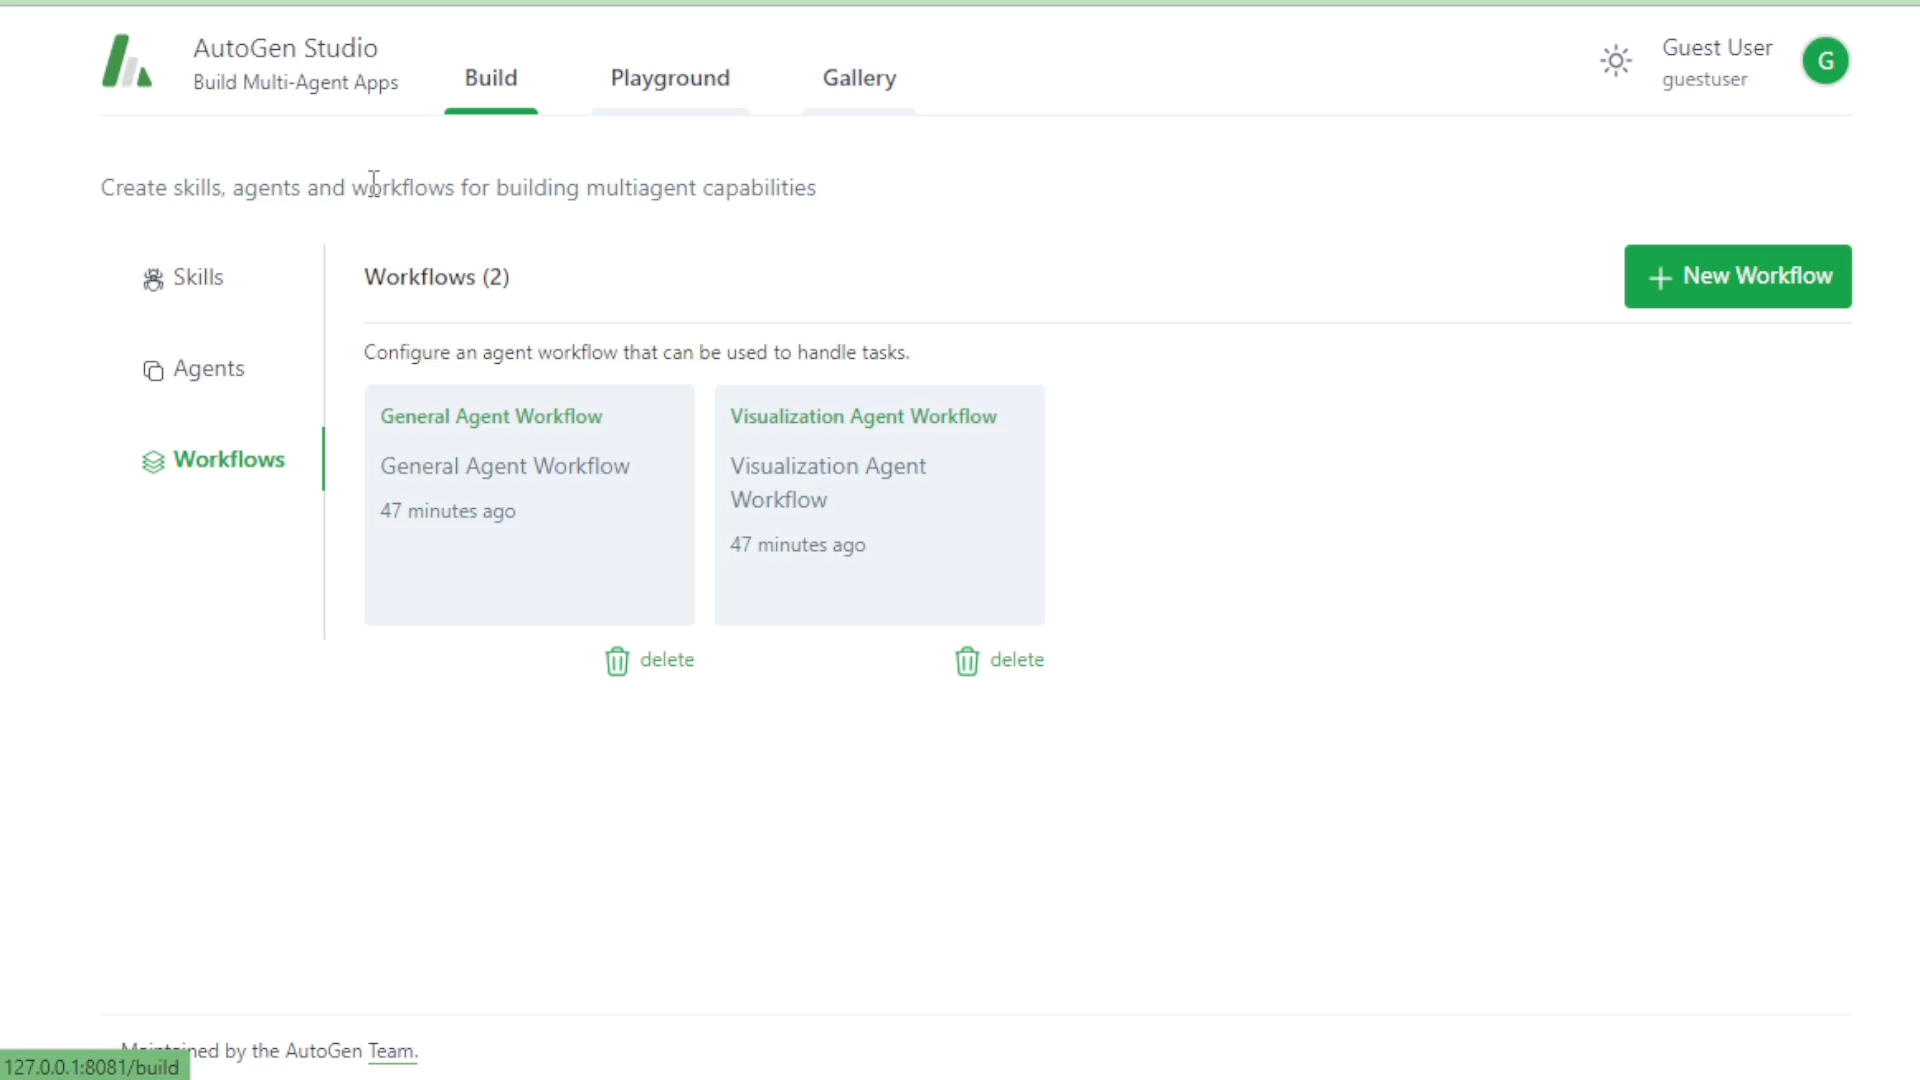 AutoGen Studio
Build Multi-Agent Apps
Build
Playground
Gallery
Guest User
guestuser
G
Create skills, agents and workflows for building multiagent capabilities
Skills
Agents
Workflows
Workflows (2)
New Workflow
Configure an agent workflow that can be used to handle tasks.
General Agent Workflow
General Agent Workflow
47 minutes ago
delete
Visualization Agent Workflow
Visualization Agent
Workflow
47 minutes ago
delete
Maintained by the AutoGen Team.
127.0.0.1:8081/build